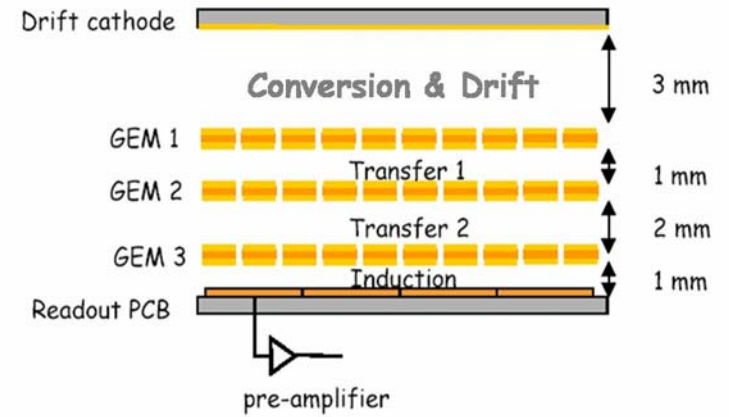 Drift cathode
Conversion & Drift
3 mm
GEM 1
Transfer 1
1 mm
GEM 2
Transfer 2
2 mm
GEM 3
Induction
1 mm
Readout PCB
pre-amplifier